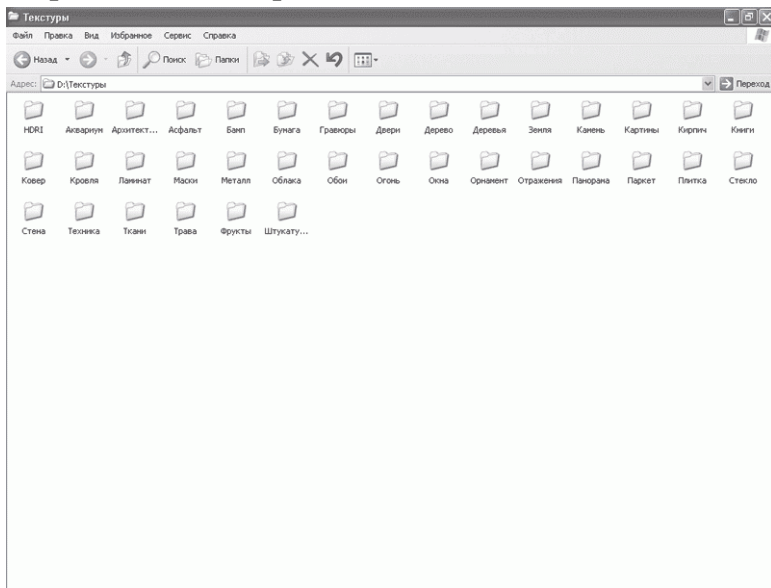 Текстуры
Файл Правка Вид Избранное Сервис Справка
Назад Поиск Папки
Адрес: D:\Текстуры Переход
HDRI Аквариум Архитект... Асфальт Бамп Бумага Гравюры Двери Дерево Деревья Земля Камень Картины Кирпич Книги
Ковер Кровля Ламинат Маски Металл Облака Обои Огонь Окна Орнамент Отражения Панорама Паркет Плитка Стекло
Стена Техника Ткани Трава Фрукты Штукату...